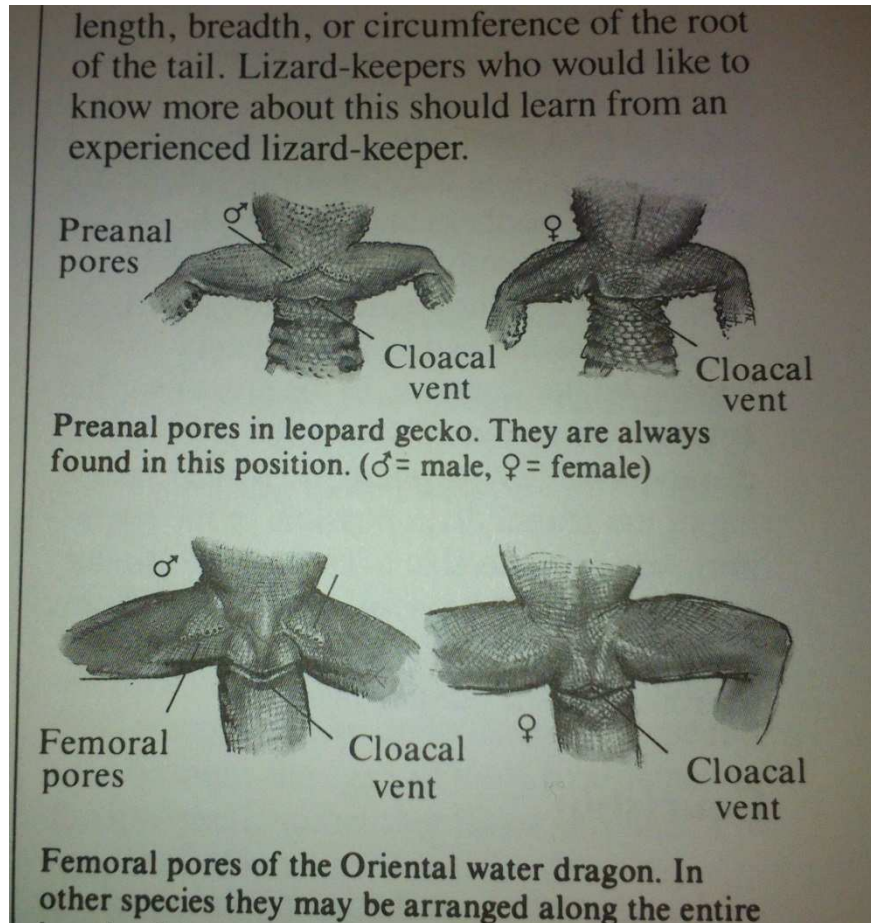 length, breadth, or circumference of the root
of the tail. Lizard-keepers who would like to
know more about this should learn from an
experienced lizard-keeper.
♂
Preanal
pores
Cloacal
vent
♀
Cloacal
vent
Preanal pores in leopard gecko. They are always
found in this position. (♂= male, ♀= female)
♂
Femoral
pores
Cloacal
vent
♀
Cloacal
vent
Femoral pores of the Oriental water dragon. In
other species they may be arranged along the entire